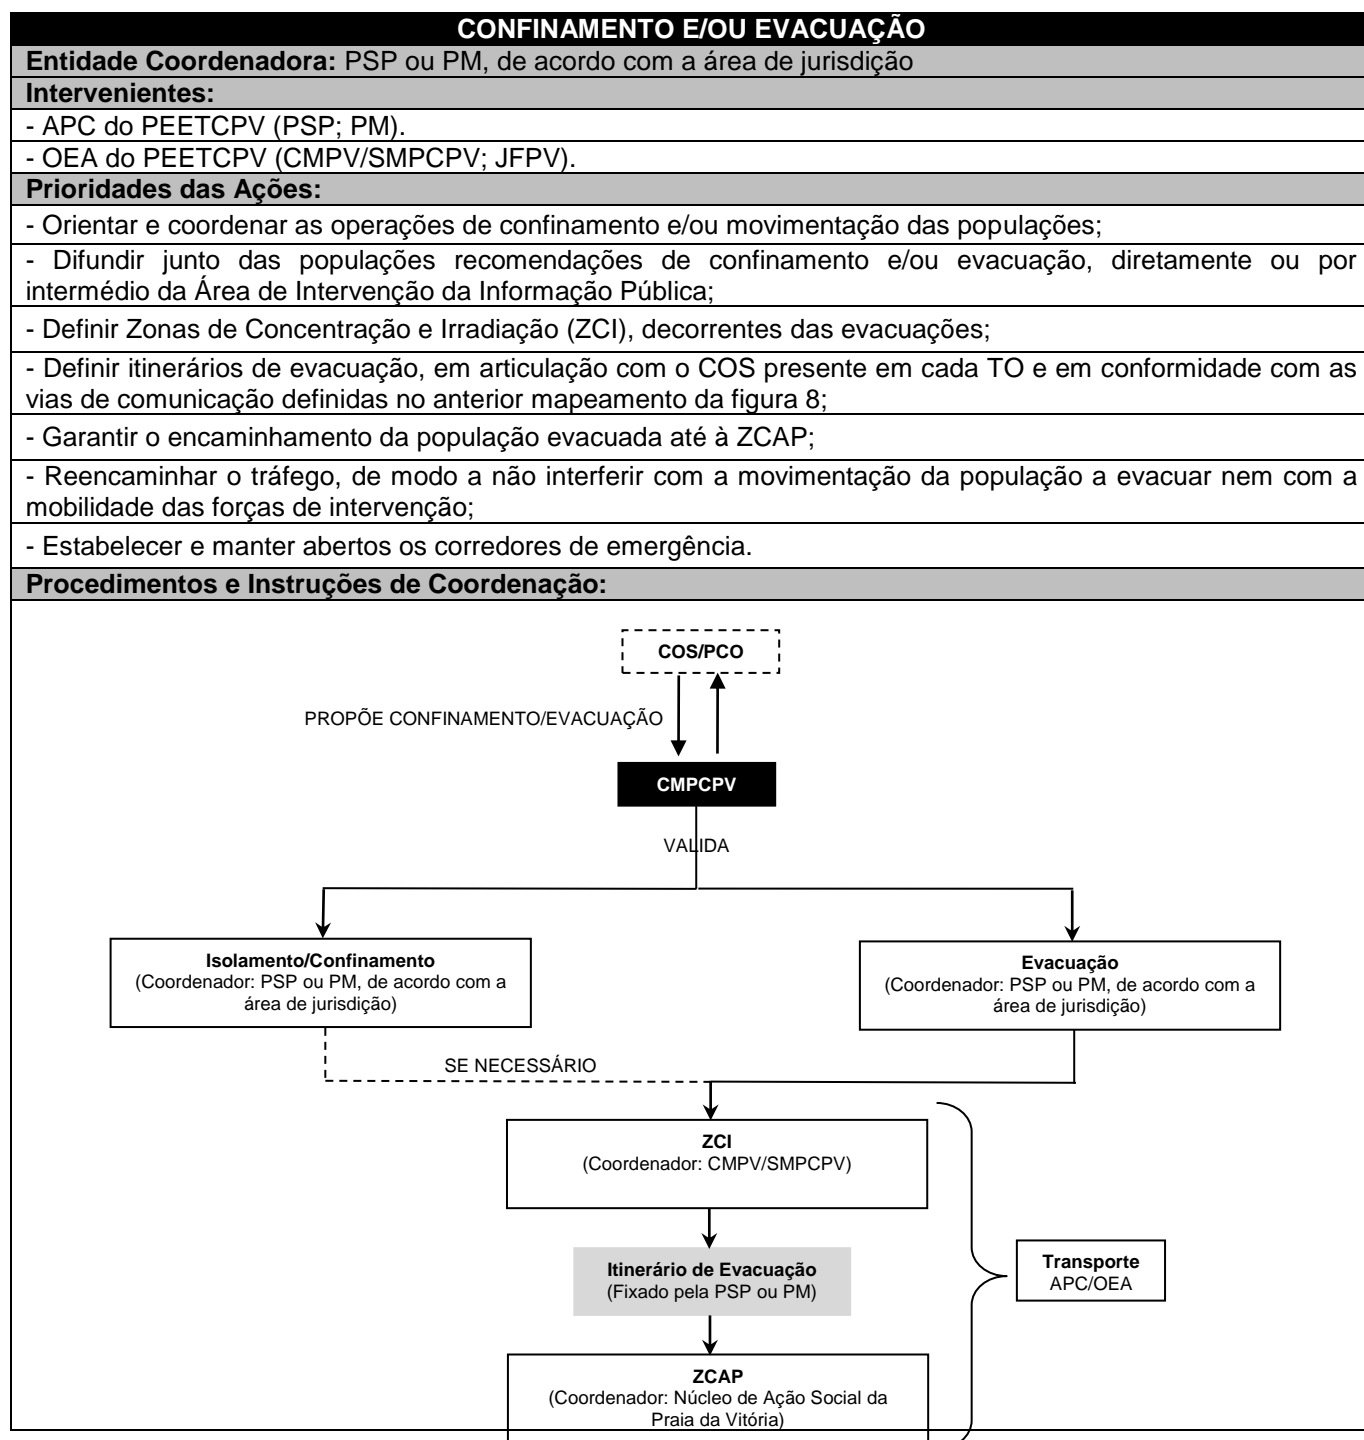 CONFINAMENTO E/OU EVACUAÇÃO
Entidade Coordenadora: PSP ou PM, de acordo com a área de jurisdição
Intervenientes:
- APC do PEETCPV (PSP; PM).
- OEA do PEETCPV (CMPV/SMPCPV; JFPV).
Prioridades das Ações:
- Orientar e coordenar as operações de confinamento e/ou movimentação das populações;
- Difundir junto das populações recomendações de confinamento e/ou evacuação, diretamente ou por
intermédio da Área de Intervenção da Informação Pública;
- Definir Zonas de Concentração e Irradiação (ZCI), decorrentes das evacuações;
- Definir itinerários de evacuação, em articulação com o COS presente em cada TO e em conformidade com as
vias de comunicação definidas no anterior mapeamento da figura 8;
- Garantir o encaminhamento da população evacuada até à ZCAP;
- Reencaminhar o tráfego, de modo a não interferir com a movimentação da população a evacuar nem com a
mobilidade das forças de intervenção;
- Estabelecer e manter abertos os corredores de emergência.
Procedimentos e Instruções de Coordenação:
COS/PCO
PROPÕE CONFINAMENTO/EVACUAÇÃO
CMPCPV
VALIDA
Isolamento/Confinamento
(Coordenador: PSP ou PM, de acordo com a
área de jurisdição)
Evacuação
(Coordenador: PSP ou PM, de acordo com a
área de jurisdição)
SE NECESSÁRIO
ZCI
(Coordenador: CMPV/SMPCPV)
Itinerário de Evacuação
(Fixado pela PSP ou PM)
Transporte
APC/OEA
ZCAP
(Coordenador: Núcleo de Ação Social da
Praia da Vitória)